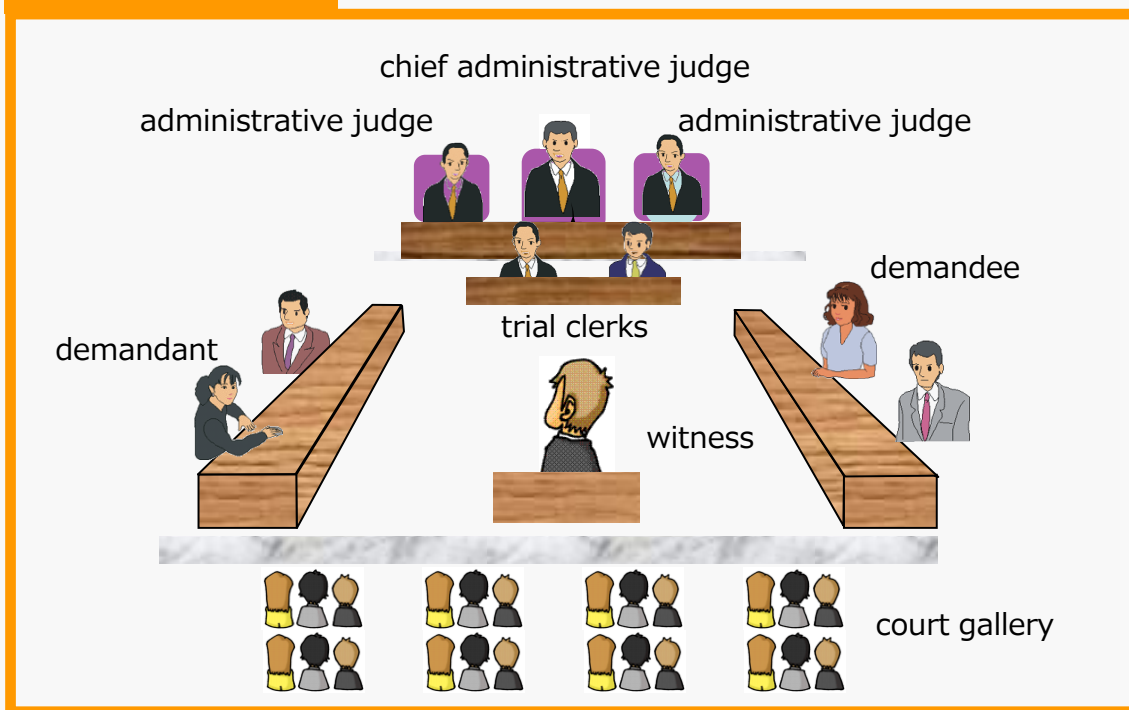 chief administrative judge
administrative judge
administrative judge
demandee
trial clerks
demandant
witness
court gallery